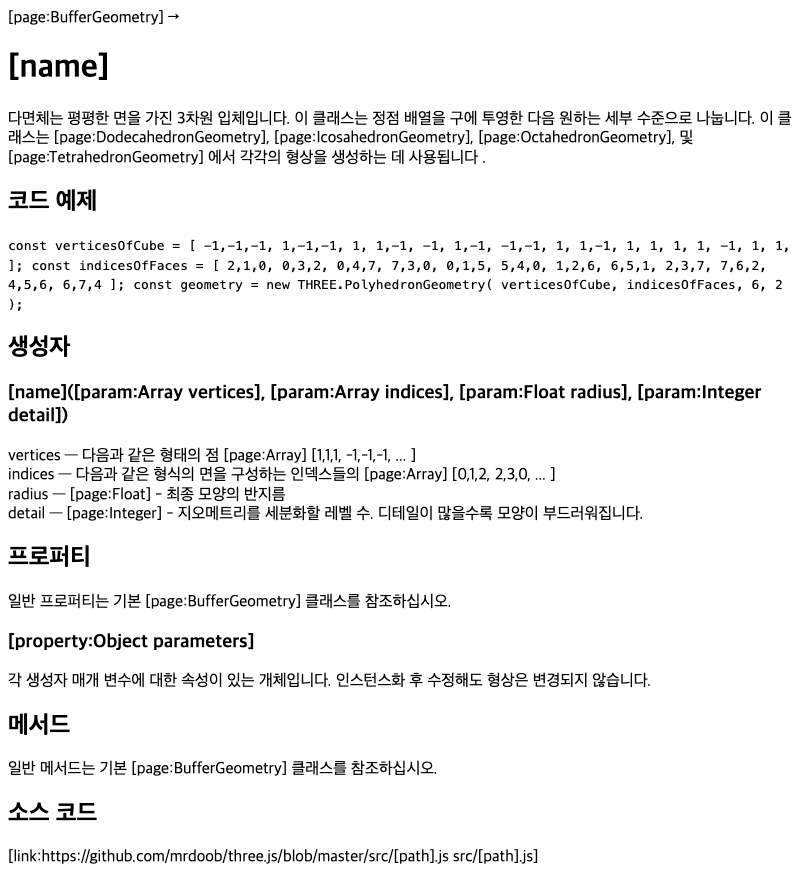 [page:BufferGeometry] →
[name]
다면체는 평평한 면을 가진 3차원 입체입니다. 이 클래스는 정점 배열을 구에 투영한 다음 원하는 세부 수준으로 나눕니다. 이 클
래스는 [page:DodecahedronGeometry], [page:IcosahedronGeometry], [page:OctahedronGeometry], 및
[page:TetrahedronGeometry] 에서 각각의 형상을 생성하는 데 사용됩니다 .
코드 예제
const verticesOfCube = [ -1,-1,-1, 1,-1,-1, 1, 1,-1, -1, 1,-1, -1,-1, 1, 1,-1, 1, 1, 1, 1, -1, 1, 1,
]; const indicesOfFaces = [ 2,1,0, 0,3,2, 0,4,7, 7,3,0, 0,1,5, 5,4,0, 1,2,6, 6,5,1, 2,3,7, 7,6,2,
4,5,6, 6,7,4 ]; const geometry = new THREE.PolyhedronGeometry( verticesOfCube, indicesOfFaces, 6, 2
);
생성자
[name]([param:Array vertices], [param:Array indices], [param:Float radius], [param:Integer
detail])
vertices — 다음과 같은 형태의 점 [page:Array] [1,1,1, -1,-1,-1, ... ]
indices — 다음과 같은 형식의 면을 구성하는 인덱스들의 [page:Array] [0,1,2, 2,3,0, ... ]
radius — [page:Float] - 최종 모양의 반지름
detail — [page:Integer] - 지오메트리를 세분화할 레벨 수. 디테일이 많을수록 모양이 부드러워집니다.
프로퍼티
일반 프로퍼티는 기본 [page:BufferGeometry] 클래스를 참조하십시오.
[property:Object parameters]
각 생성자 매개 변수에 대한 속성이 있는 개체입니다. 인스턴스화 후 수정해도 형상은 변경되지 않습니다.
메서드
일반 메서드는 기본 [page:BufferGeometry] 클래스를 참조하십시오.
소스 코드
[link:https://github.com/mrdoob/three.js/blob/master/src/[path].js src/[path].js]